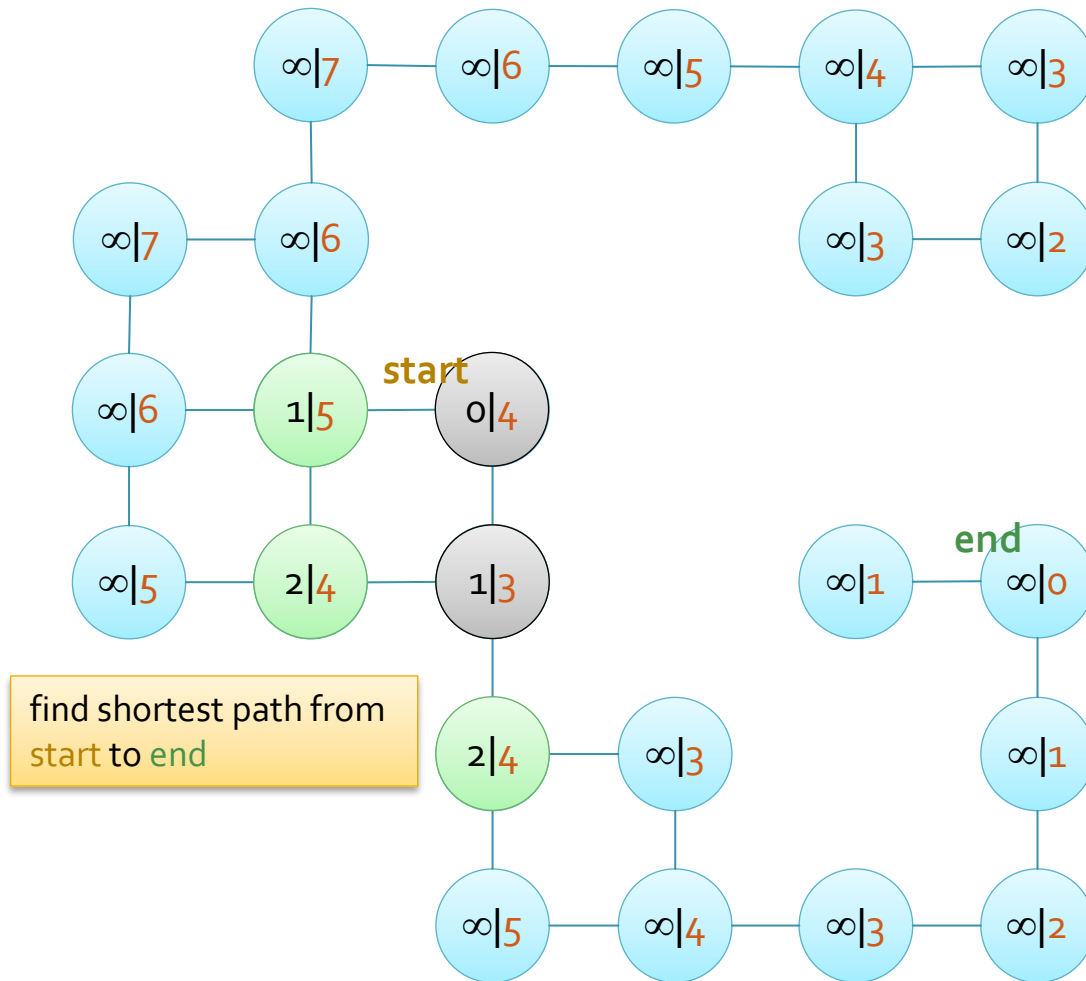 ∞|7 ∞|6 ∞|5 ∞|4 ∞|3
∞|7 ∞|6 ∞|3 ∞|2
start
∞|6 1|5 0|4
end
∞|5 2|4 1|3 ∞|1 ∞|0
find shortest path from
start to end
2|4 ∞|3 ∞|1
∞|5 ∞|4 ∞|3 ∞|2